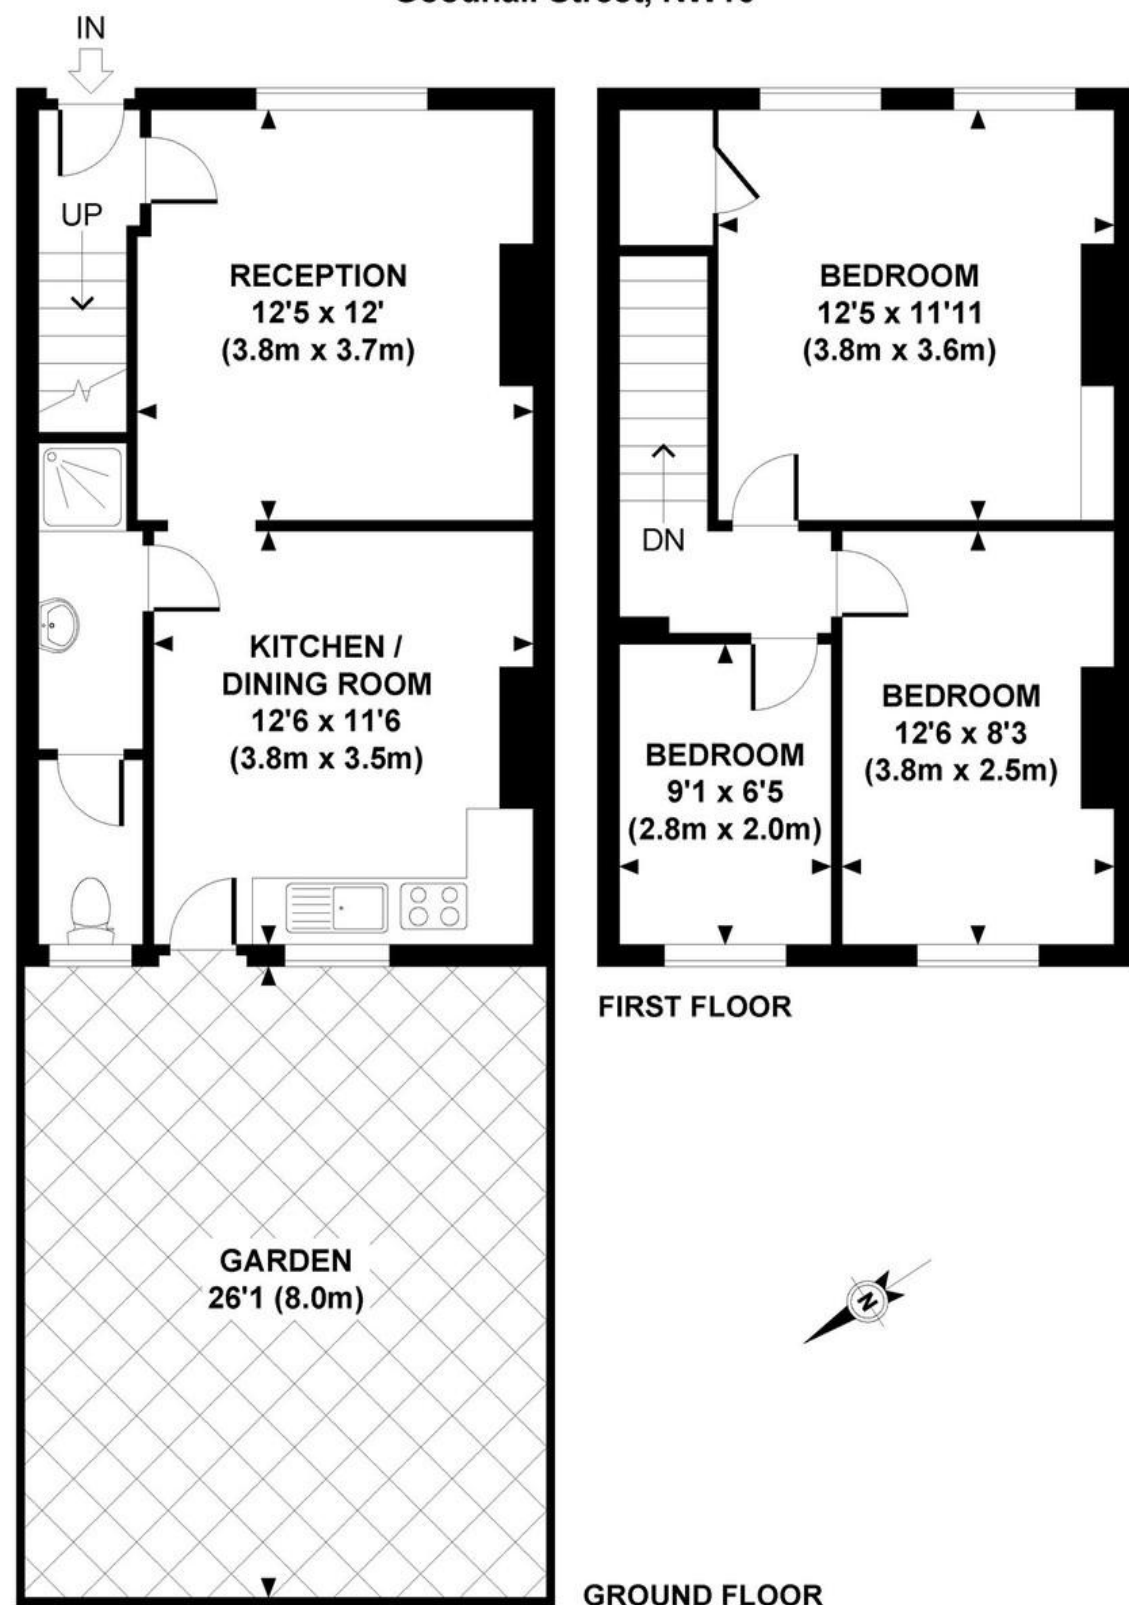 IN
UP
RECEPTION
12'5 x 12'
(3.8m x 3.7m)
KITCHEN /
DINING ROOM
12'6 x 11'6
(3.8m x 3.5m)
GARDEN
26'1 (8.0m)
GROUND FLOOR
BEDROOM
12'5 x 11'11
(3.8m x 3.6m)
DN
BEDROOM
9'1 x 6'5
(2.8m x 2.0m)
BEDROOM
12'6 x 8'3
(3.8m x 2.5m)
FIRST FLOOR
N